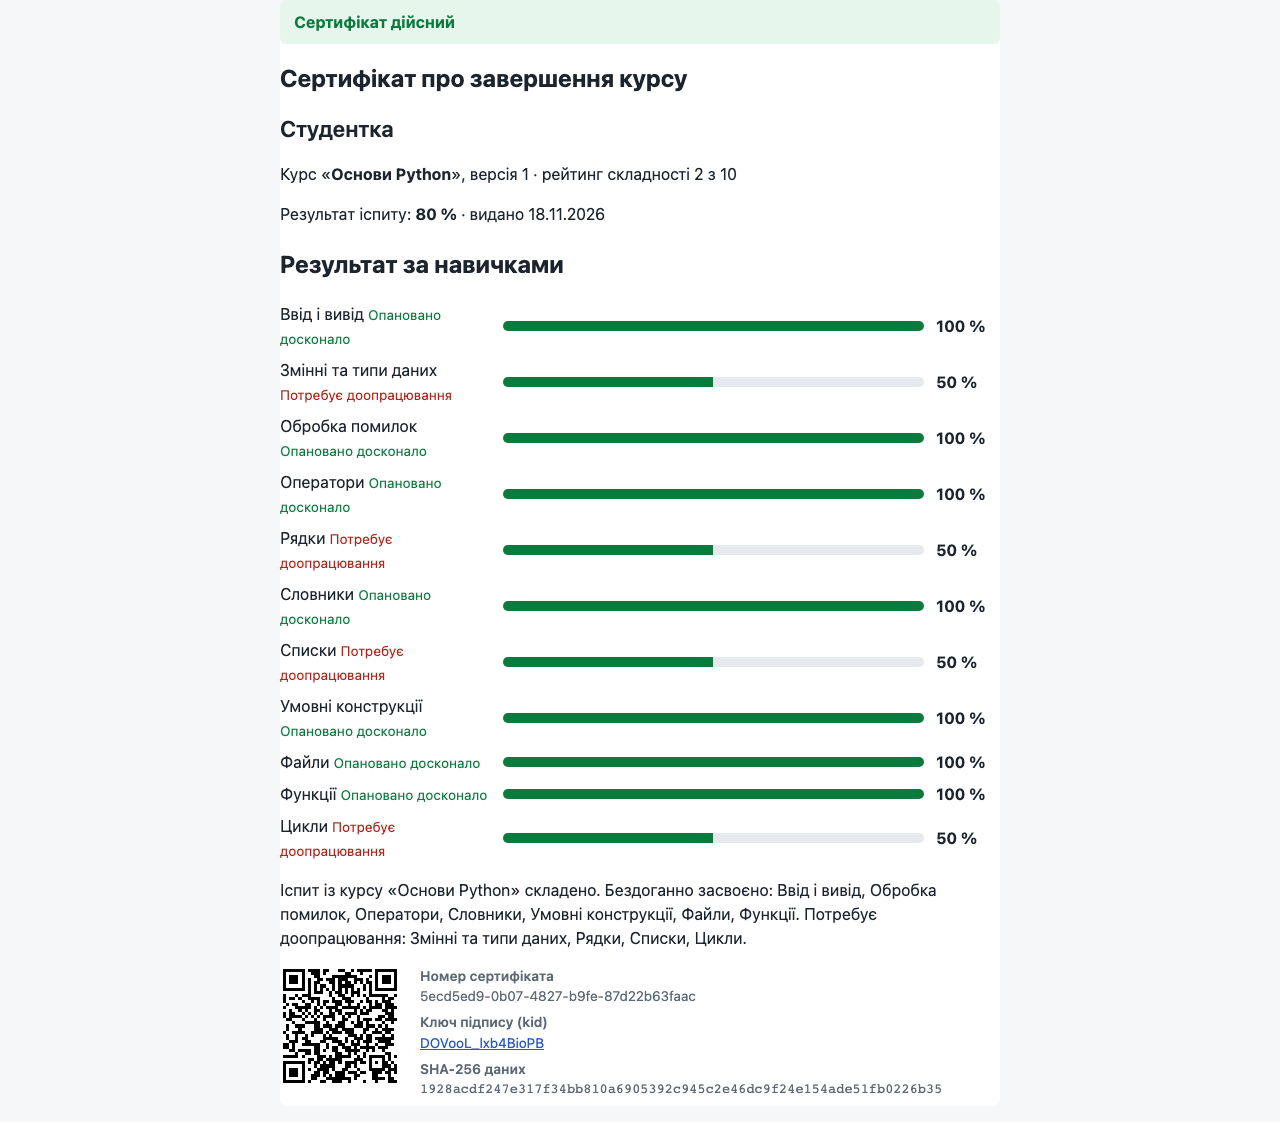 Сертифікат дійсний
Сертифікат про завершення курсу
Студентка
Курс «Основи Python», версія 1 · рейтинг складності 2 з 10
Результат іспиту: 80 % · видано 18.11.2026
Результат за навичками
Ввід і вивід Опановано
досконало
100 %
Змінні та типи даних
Потребує доопрацювання
50 %
Обробка помилок
Опановано досконало
100 %
Оператори Опановано
досконало
100 %
Рядки Потребує
доопрацювання
50 %
Словники Опановано
досконало
100 %
Списки Потребує
доопрацювання
50 %
Умовні конструкції
Опановано досконало
100 %
Файли Опановано досконало
100 %
Функції Опановано досконало
100 %
Цикли Потребує
доопрацювання
50 %
Іспит із курсу «Основи Python» складено. Бездоганно засвоєно: Ввід і вивід, Обробка
помилок, Оператори, Словники, Умовні конструкції, Файли, Функції. Потребує
доопрацювання: Змінні та типи даних, Рядки, Списки, Цикли.
Номер сертифіката
5ecd5ed9-0b07-4827-b9fe-87d22b63faac
Ключ підпису (kid)
DOVooL_lxb4BioPB
SHA-256 даних
1928acdf247e317f34bb810a6905392c945c2e46dc9f24e154ade51fb0226b35